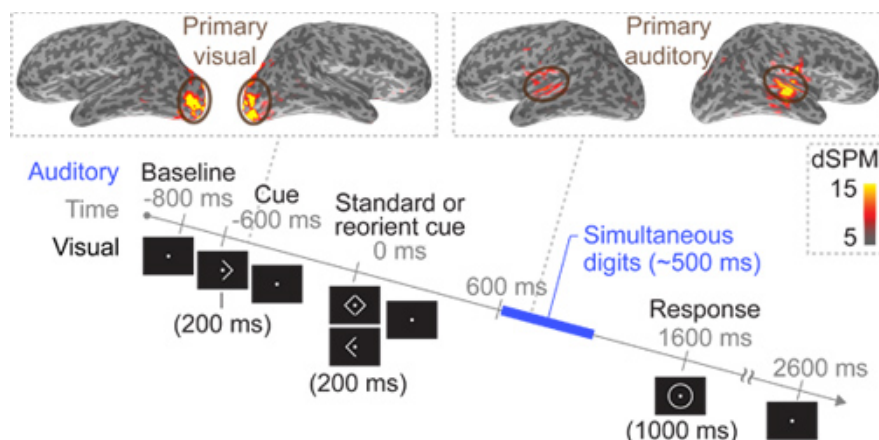 Primary
visual
Primary
auditory
dSPM
15
5
Auditory
Time
Visual
Baseline
-800 ms
Cue
-600 ms
(200 ms)
Standard or
reorient cue
0 ms
(200 ms)
600 ms
Simultaneous
digits (~500 ms)
Response
1600 ms
(1000 ms)
2600 ms